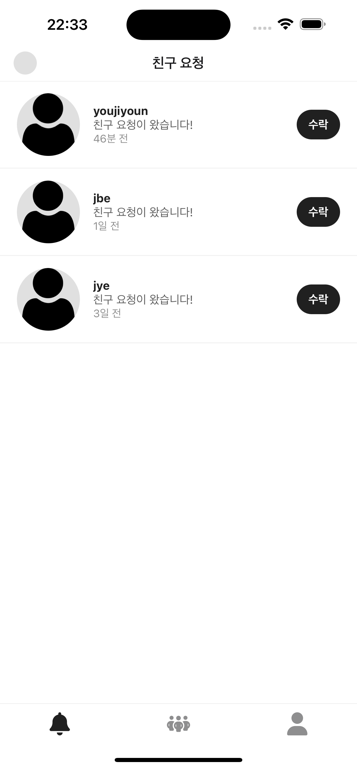 22:33
친구 요청
youjiyoun
친구 요청이 왔습니다!
46분 전
수락
jbe
친구 요청이 왔습니다!
1일 전
수락
jye
친구 요청이 왔습니다!
3일 전
수락